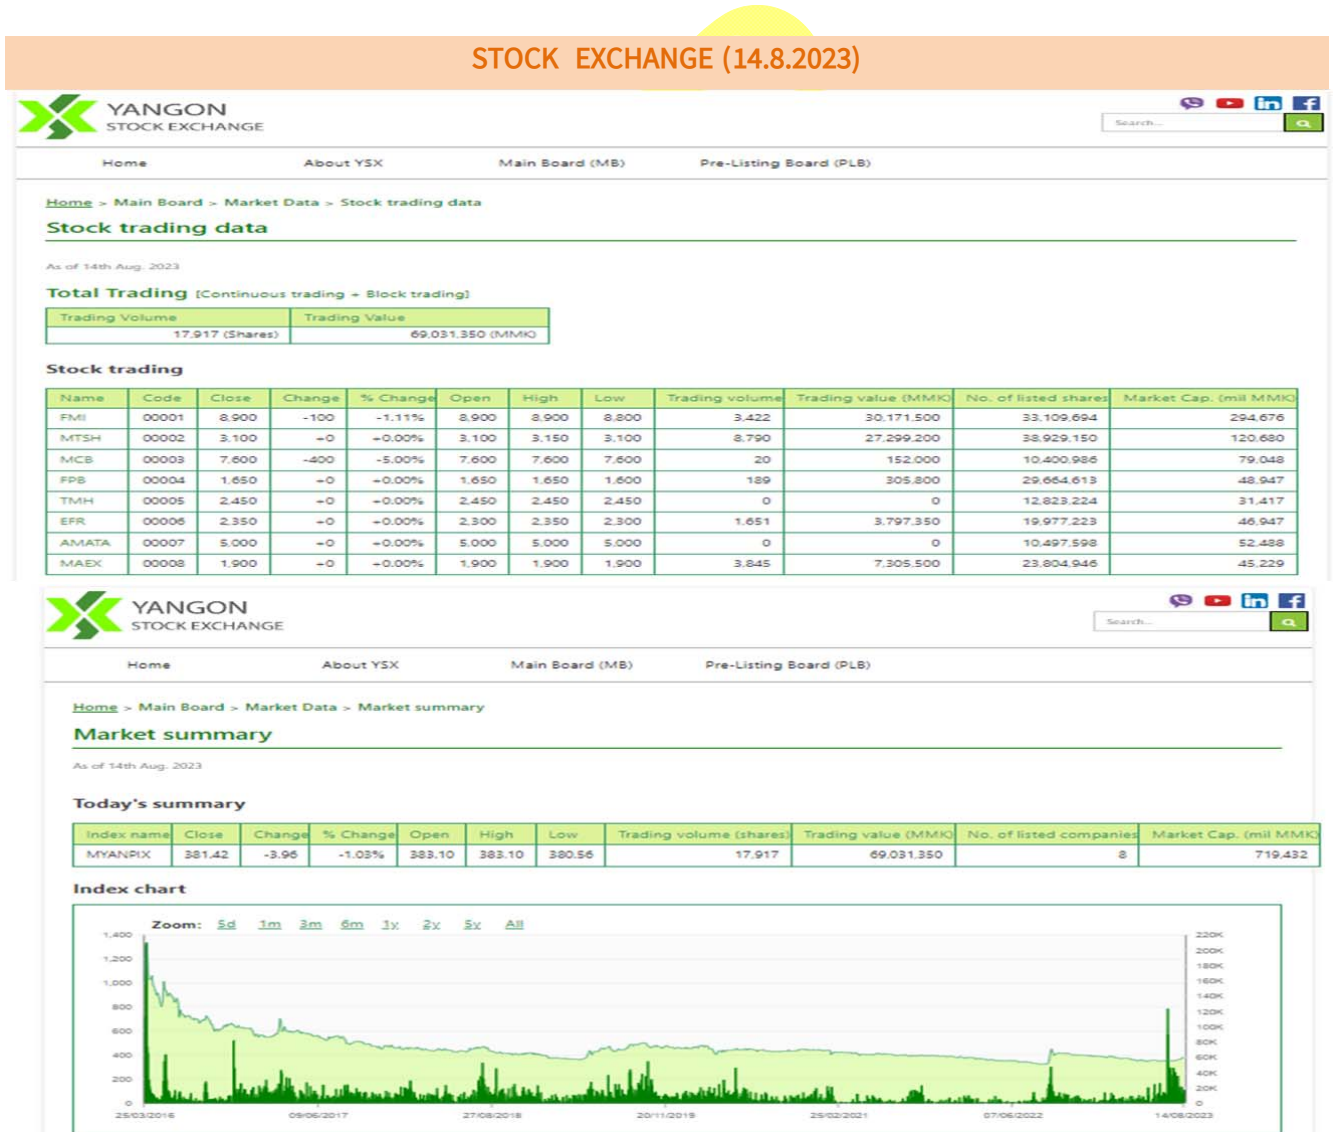 STOCK EXCHANGE (14.8.2023)
YANGON
STOCK EXCHANGE
Search...
Home About YSX Main Board (MB) Pre-Listing Board (PLB)
Home > Main Board > Market Data > Stock trading data
Stock trading data
As of 14th Aug. 2023
Total Trading [Continuous trading + Block trading]
Trading Volume Trading Value
17,917 (Shares) 69,031,350 (MMK)
Stock trading
Name Code Close Change % Change Open High Low Trading volume Trading value (MMK) No. of listed shares Market Cap. (mil MMK)
FMI 00001 8,900 -100 -1.11% 8,900 8,900 8,800 3,422 30,171,500 33,109,694 294,676
MTSH 00002 3,100 +0 +0.00% 3,100 3,150 3,100 8,790 27,299,200 38,929,150 120,680
MCB 00003 7,600 -400 -5.00% 7,600 7,600 7,600 20 152,000 10,400,986 79,048
FPB 00004 1,650 +0 +0.00% 1,650 1,650 1,600 189 305,800 29,664,613 48,947
TMH 00005 2,450 +0 +0.00% 2,450 2,450 2,450 0 0 12,823,224 31,417
EFR 00006 2,350 +0 +0.00% 2,300 2,350 2,300 1,651 3,797,350 19,977,223 46,947
AMATA 00007 5,000 +0 +0.00% 5,000 5,000 5,000 0 0 10,497,598 52,488
MAEX 00008 1,900 +0 +0.00% 1,900 1,900 1,900 3,845 7,305,500 23,804,946 45,229
YANGON
STOCK EXCHANGE
Search...
Home About YSX Main Board (MB) Pre-Listing Board (PLB)
Home > Main Board > Market Data > Market summary
Market summary
As of 14th Aug. 2023
Today's summary
Index name Close Change % Change Open High Low Trading volume (shares) Trading value (MMK) No. of listed companies Market Cap. (mil MMK)
MYANPIX 381.42 -3.96 -1.03% 383.10 383.10 380.56 17,917 69,031,350 8 719,432
Index chart
Zoom: 5d 1m 3m 6m 1y 2y 5y All
1,400 220K
1,200 200K
180K
1,000 160K
140K
800 120K
600 100K
80K
400 60K
40K
200 20K
0 0
25/03/2016 09/06/2017 27/08/2018 20/11/2019 25/02/2021 07/06/2022 14/08/2023